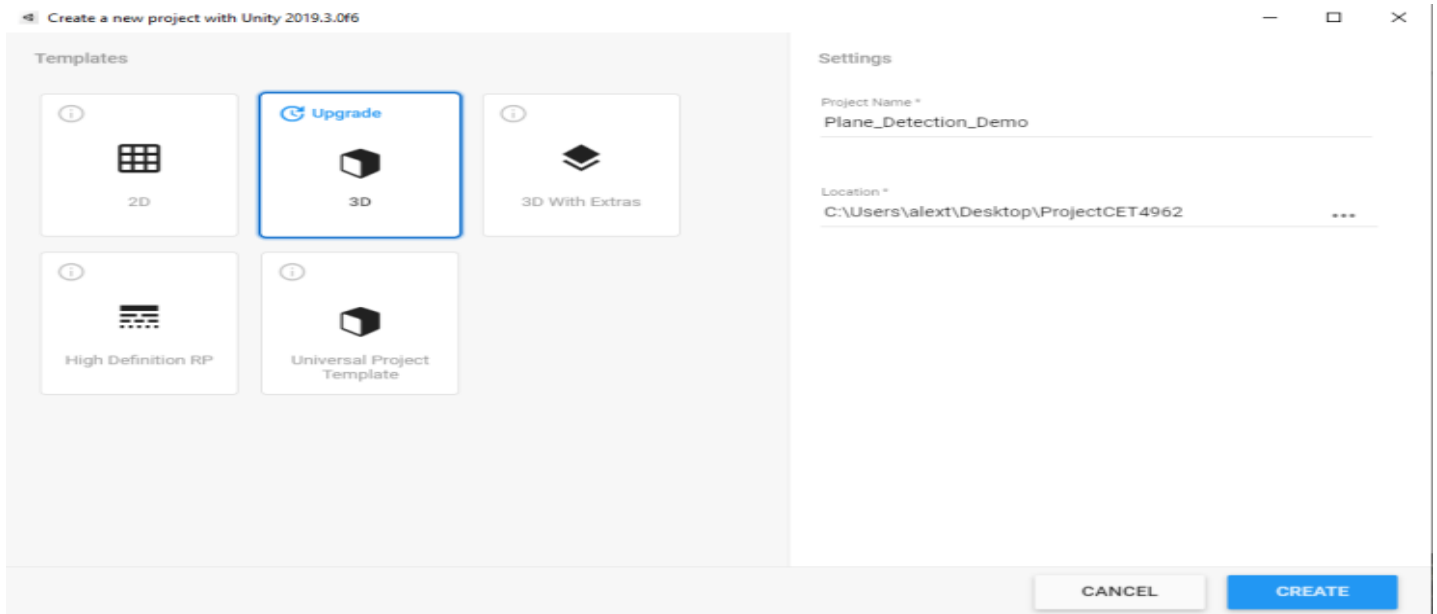 Create a new project with Unity 2019.3.0f6
Templates
Upgrade
2D
3D
3D With Extras
High Definition RP
Universal Project
Template
Settings
Project Name *
Plane_Detection_Demo
Location *
C:\Users\alext\Desktop\ProjectCET4962
CANCEL
CREATE